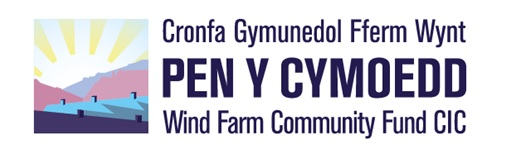 Cronfa Gymunedol Fferm Wynt
PEN Y CYMOEDD
Wind Farm Community Fund CIC